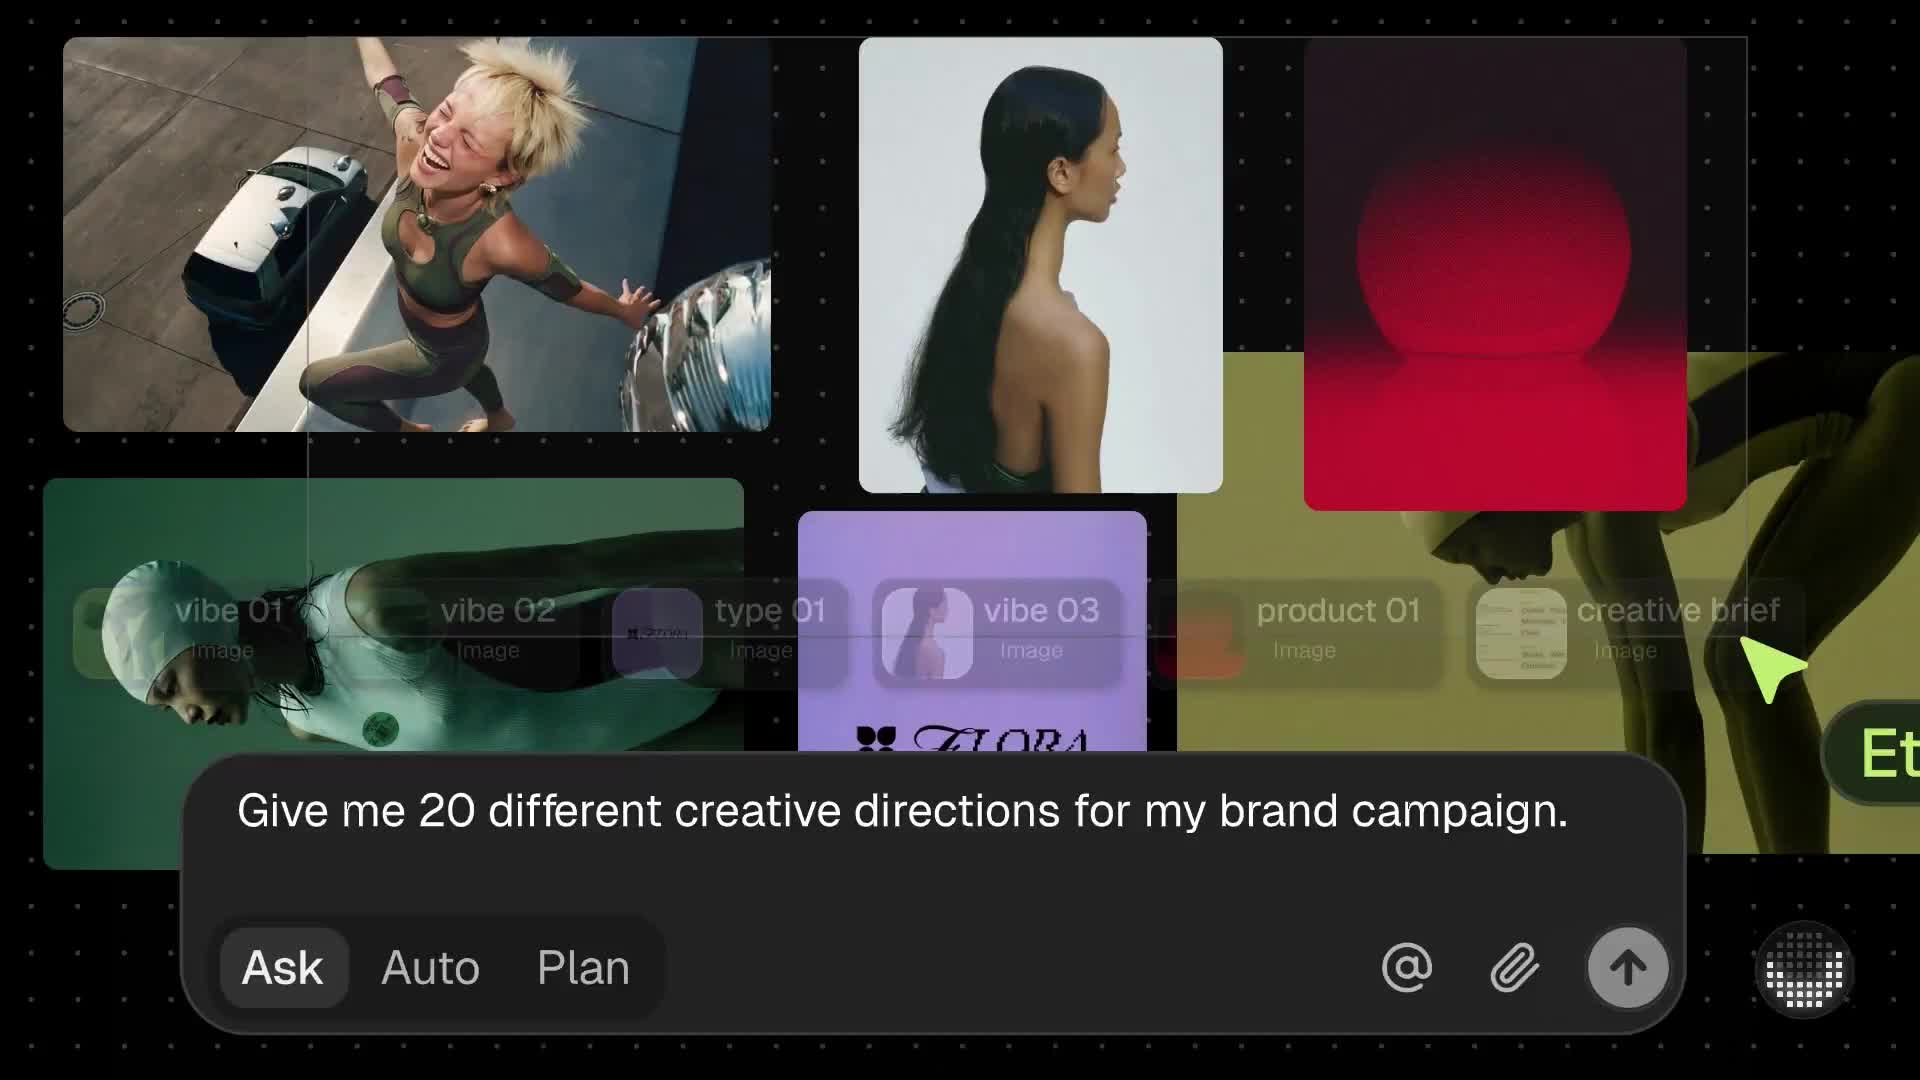 vibe 01
Image
vibe 02
Image
type 01
Image
vibe 03
Image
product 01
Image
creative brief
Image
FLORA
Et
Give me 20 different creative directions for my brand campaign.
Ask
Auto
Plan